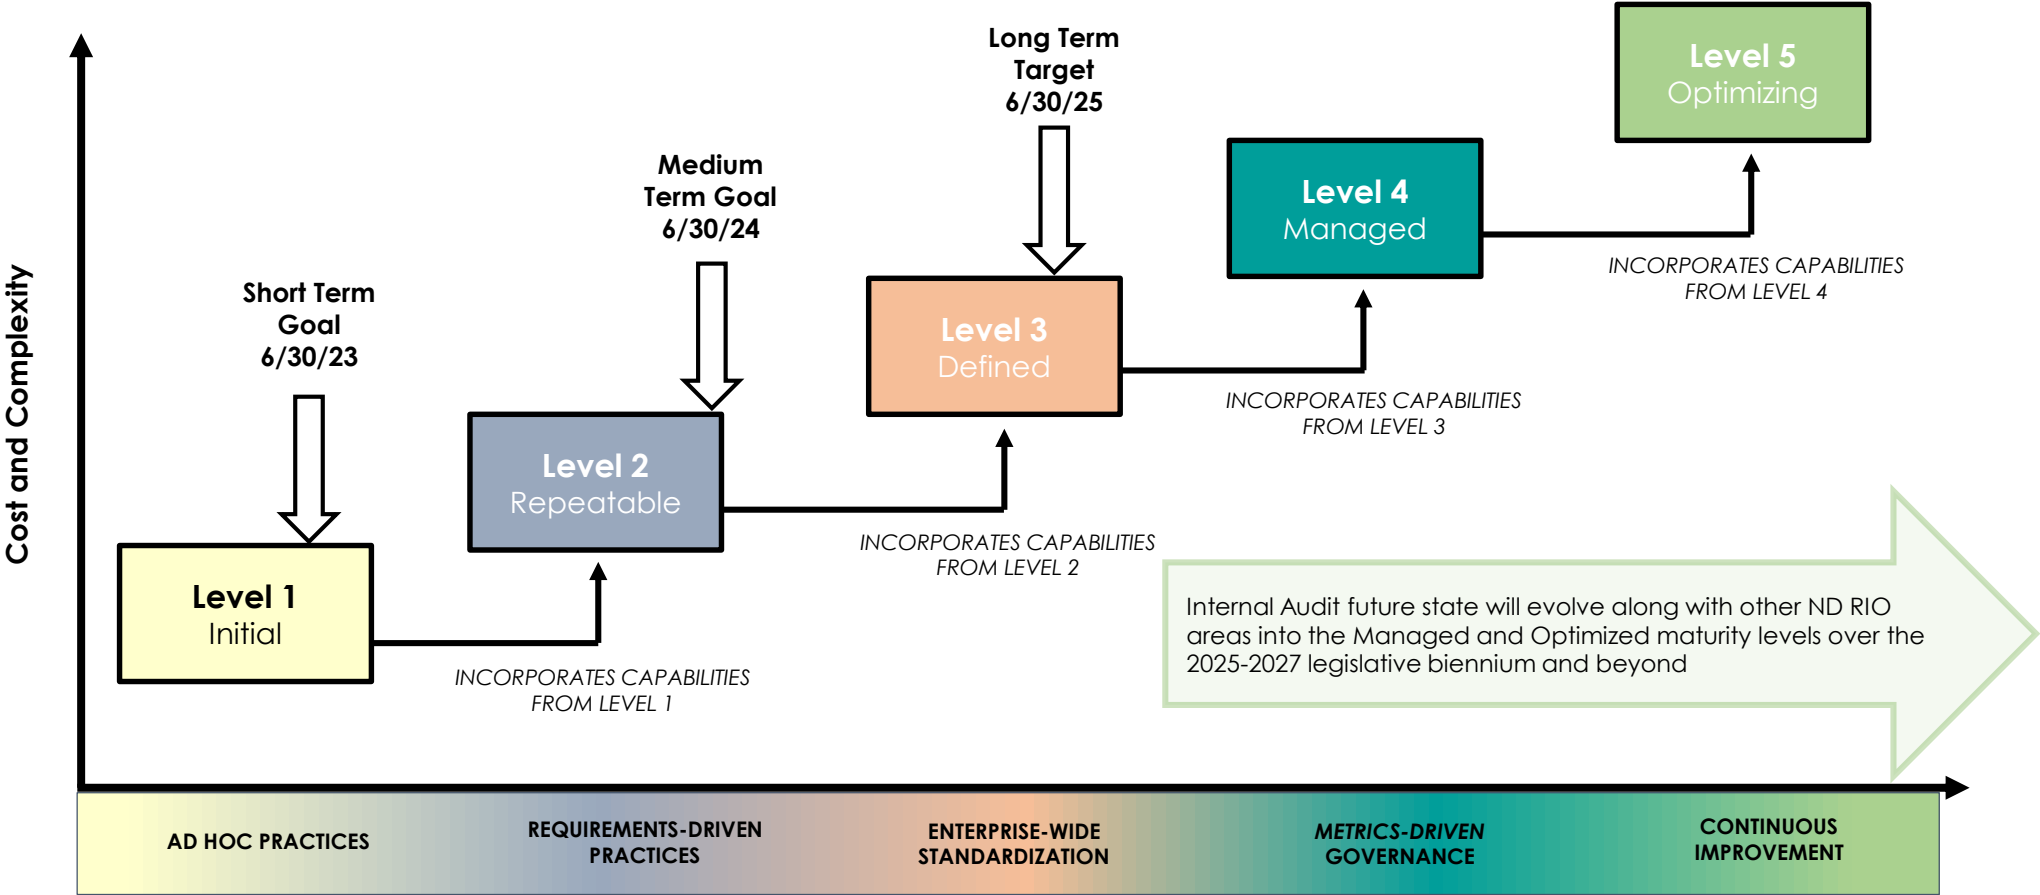 Cost and Complexity
Short Term
Goal
6/30/23
Level 1
Initial
INCORPORATES CAPABILITIES
FROM LEVEL 1
Medium
Term Goal
6/30/24
Level 2
Repeatable
INCORPORATES CAPABILITIES
FROM LEVEL 2
Long Term
Target
6/30/25
Level 3
Defined
INCORPORATES CAPABILITIES
FROM LEVEL 3
Level 4
Managed
INCORPORATES CAPABILITIES
FROM LEVEL 4
Level 5
Optimizing
Internal Audit future state will evolve along with other ND RIO
areas into the Managed and Optimized maturity levels over the
2025-2027 legislative biennium and beyond
AD HOC PRACTICES
REQUIREMENTS-DRIVEN
PRACTICES
ENTERPRISE-WIDE
STANDARDIZATION
METRICS-DRIVEN
GOVERNANCE
CONTINUOUS
IMPROVEMENT